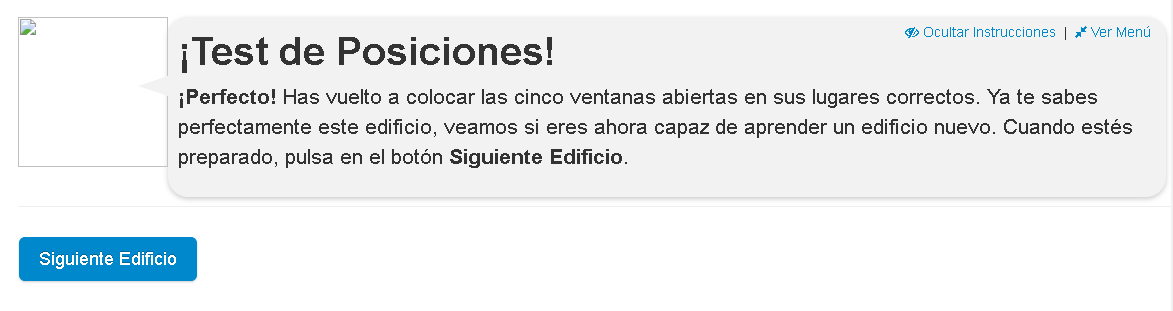 Ocultar Instrucciones | Ver Menú
¡Test de Posiciones!
¡Perfecto! Has vuelto a colocar las cinco ventanas abiertas en sus lugares correctos. Ya te sabes
perfectamente este edificio, veamos si eres ahora capaz de aprender un edificio nuevo. Cuando estés
preparado, pulsa en el botón Siguiente Edificio.
Siguiente Edificio